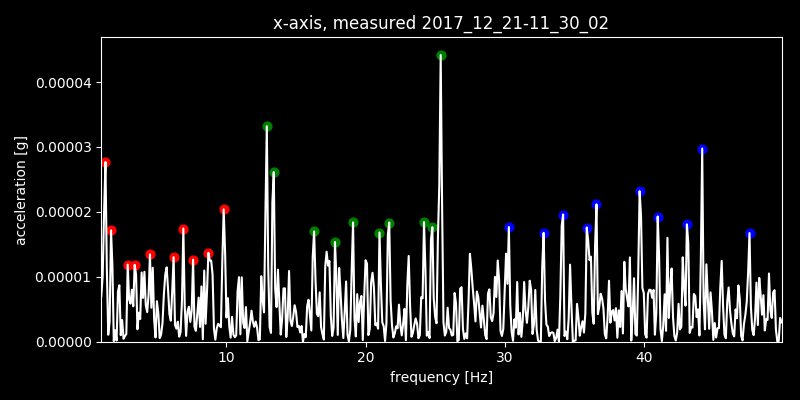 x-axis, measured 2017_12_21-11_30_02
acceleration [g]
0.00004
0.00003
0.00002
0.00001
0.00000
10 20 30 40
frequency [Hz]